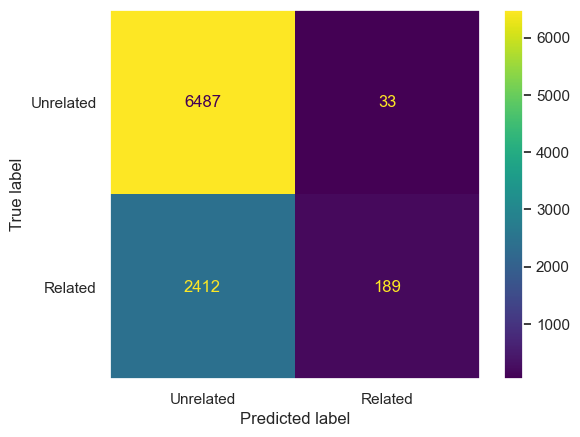 Unrelated
6487
33
Related
2412
189
Unrelated
Related
Predicted label
True label
6000
5000
4000
3000
2000
1000